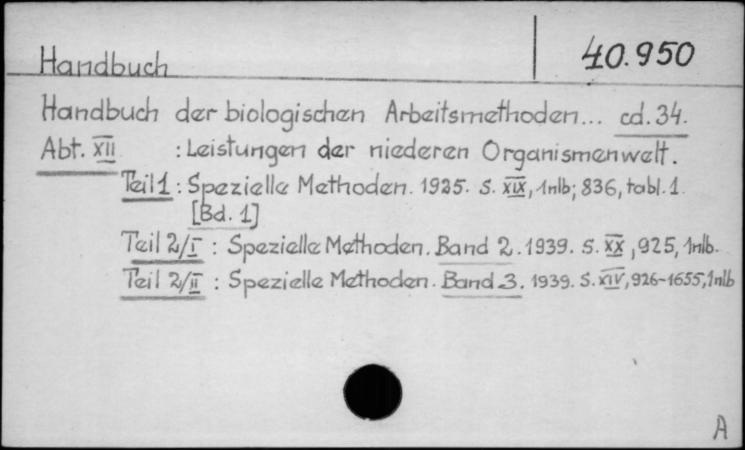 Handbuch 40.950
Handbuch der biologischen Arbeitsmethoden... cd. 34.
Abt. XII : Leistungen der niederen Organismenwelt.
Teil 1 : Spezielle Methoden. 1925. S. XIX, 1nlb; 836, tabl. 1.
[Bd. 1]
Teil 2/I : Spezielle Methoden. Band 2. 1939. S. XX, 925, 1nlb.
Teil 2/II : Spezielle Methoden. Band 3. 1939. S. XIV, 926-1655, 1nlb
A